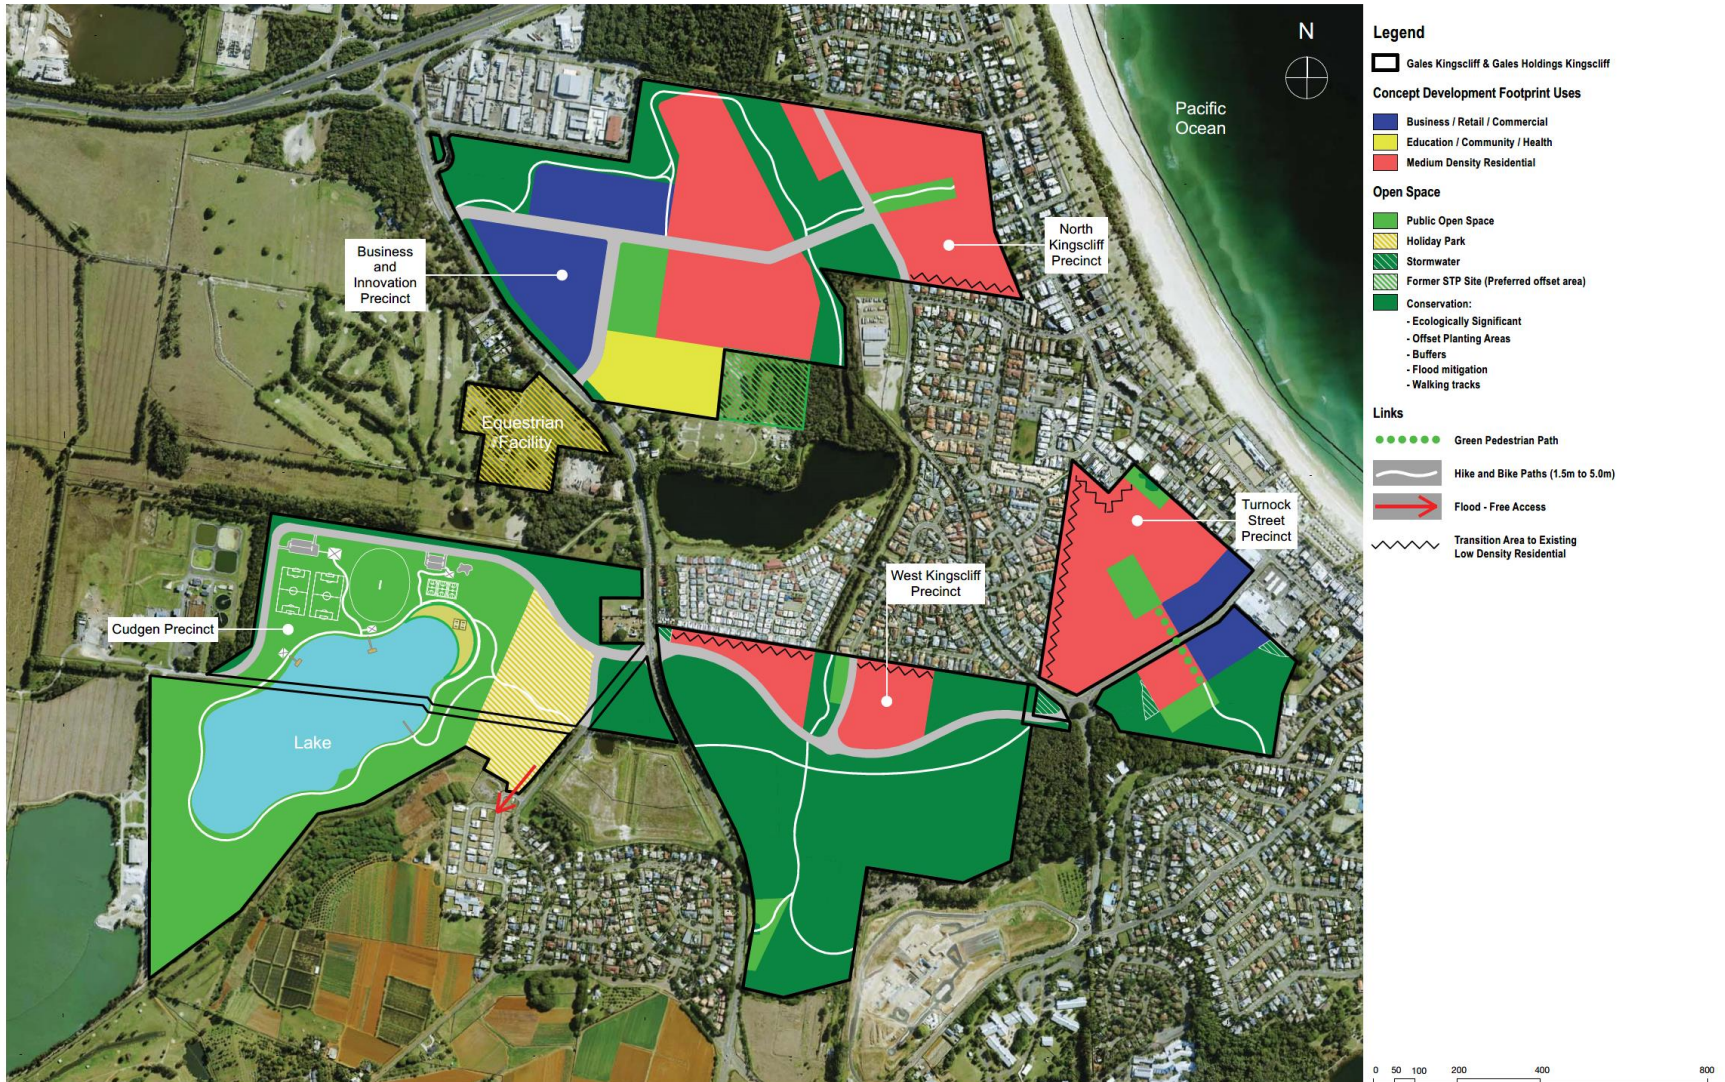 N
Pacific
Ocean
Business
and
Innovation
Precinct
North
Kingscliff
Precinct
Equestrian
Facility
Turnock
Street
Precinct
West Kingscliff
Precinct
Cudgen Precinct
Lake
Legend
Gales Kingscliff & Gales Holdings Kingscliff
Concept Development Footprint Uses
Business / Retail / Commercial
Education / Community / Health
Medium Density Residential
Open Space
Public Open Space
Holiday Park
Stormwater
Former STP Site (Preferred offset area)
Conservation:
- Ecologically Significant
- Offset Planting Areas
- Buffers
- Flood mitigation
- Walking tracks
Links
Green Pedestrian Path
Hike and Bike Paths (1.5m to 5.0m)
Flood - Free Access
Transition Area to Existing
Low Density Residential
0 50 100 200 400 800